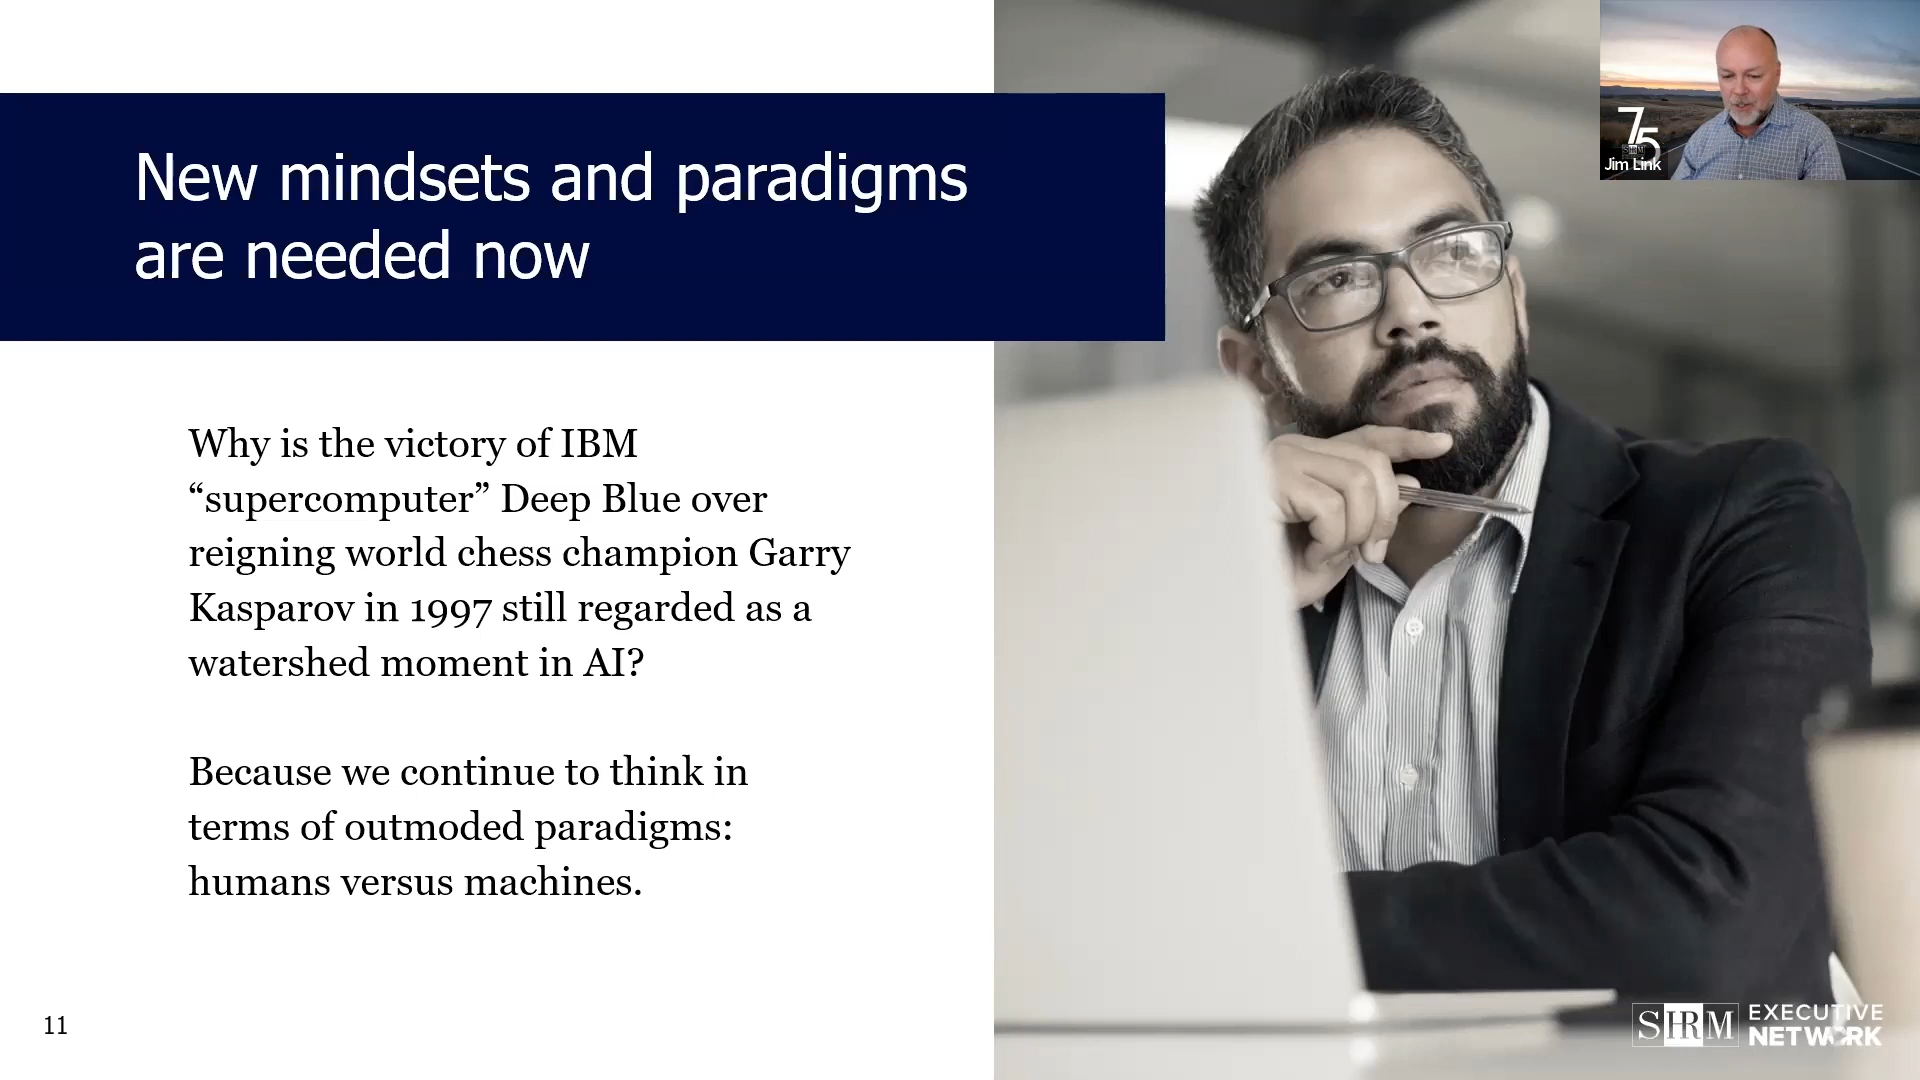 New mindsets and paradigms
are needed now
Why is the victory of IBM
“supercomputer” Deep Blue over
reigning world chess champion Garry
Kasparov in 1997 still regarded as a
watershed moment in AI?
Because we continue to think in
terms of outmoded paradigms:
humans versus machines.
11
75
SHRM
Jim Link
SHRM
EXECUTIVE
NETWORK